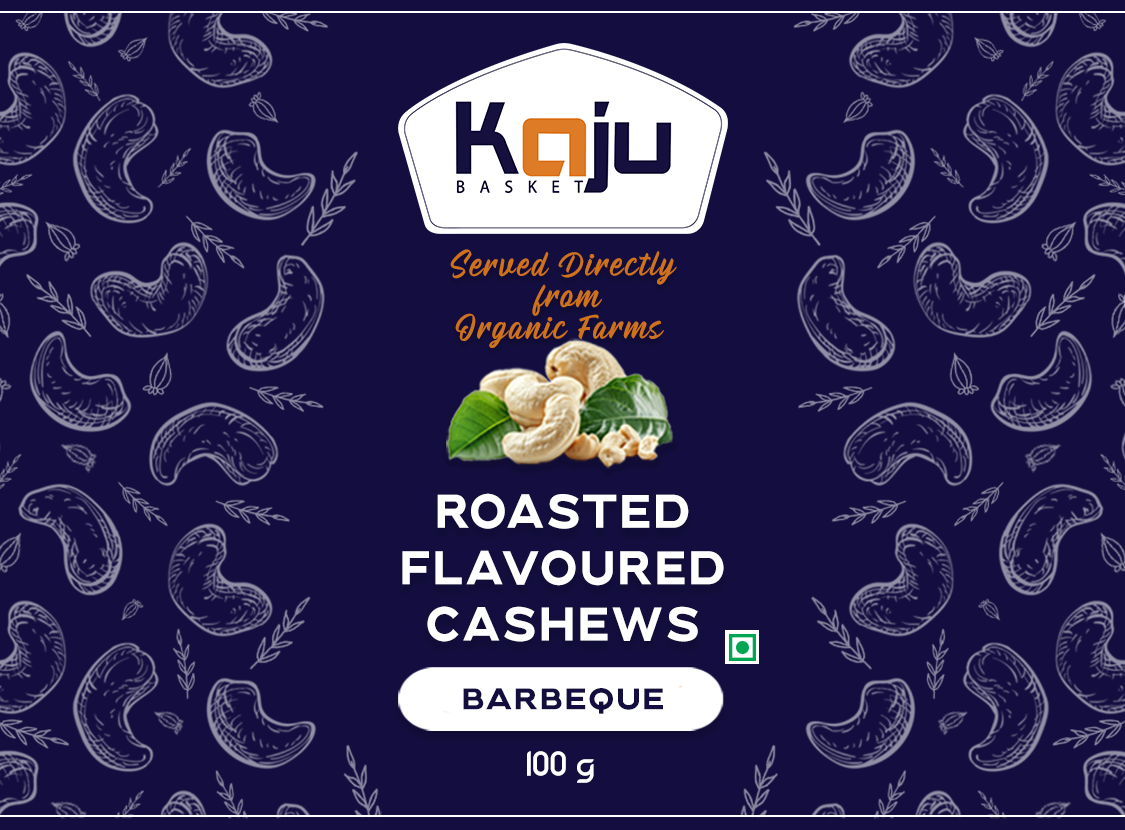 Kaju
BASKET
Served Directly
from
Organic Farms
ROASTED
FLAVOURED
CASHEWS
BARBEQUE
100 g